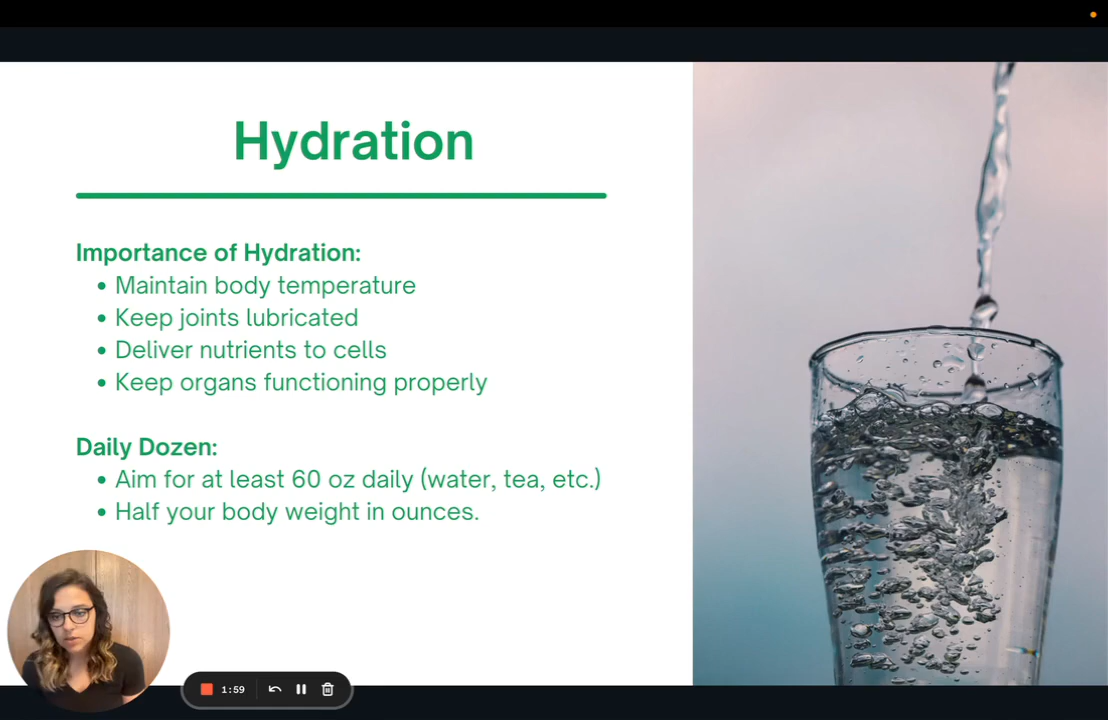 Hydration
Importance of Hydration:
Maintain body temperature
Keep joints lubricated
Deliver nutrients to cells
Keep organs functioning properly
Daily Dozen:
Aim for at least 60 oz daily (water, tea, etc.)
Half your body weight in ounces.
1:59